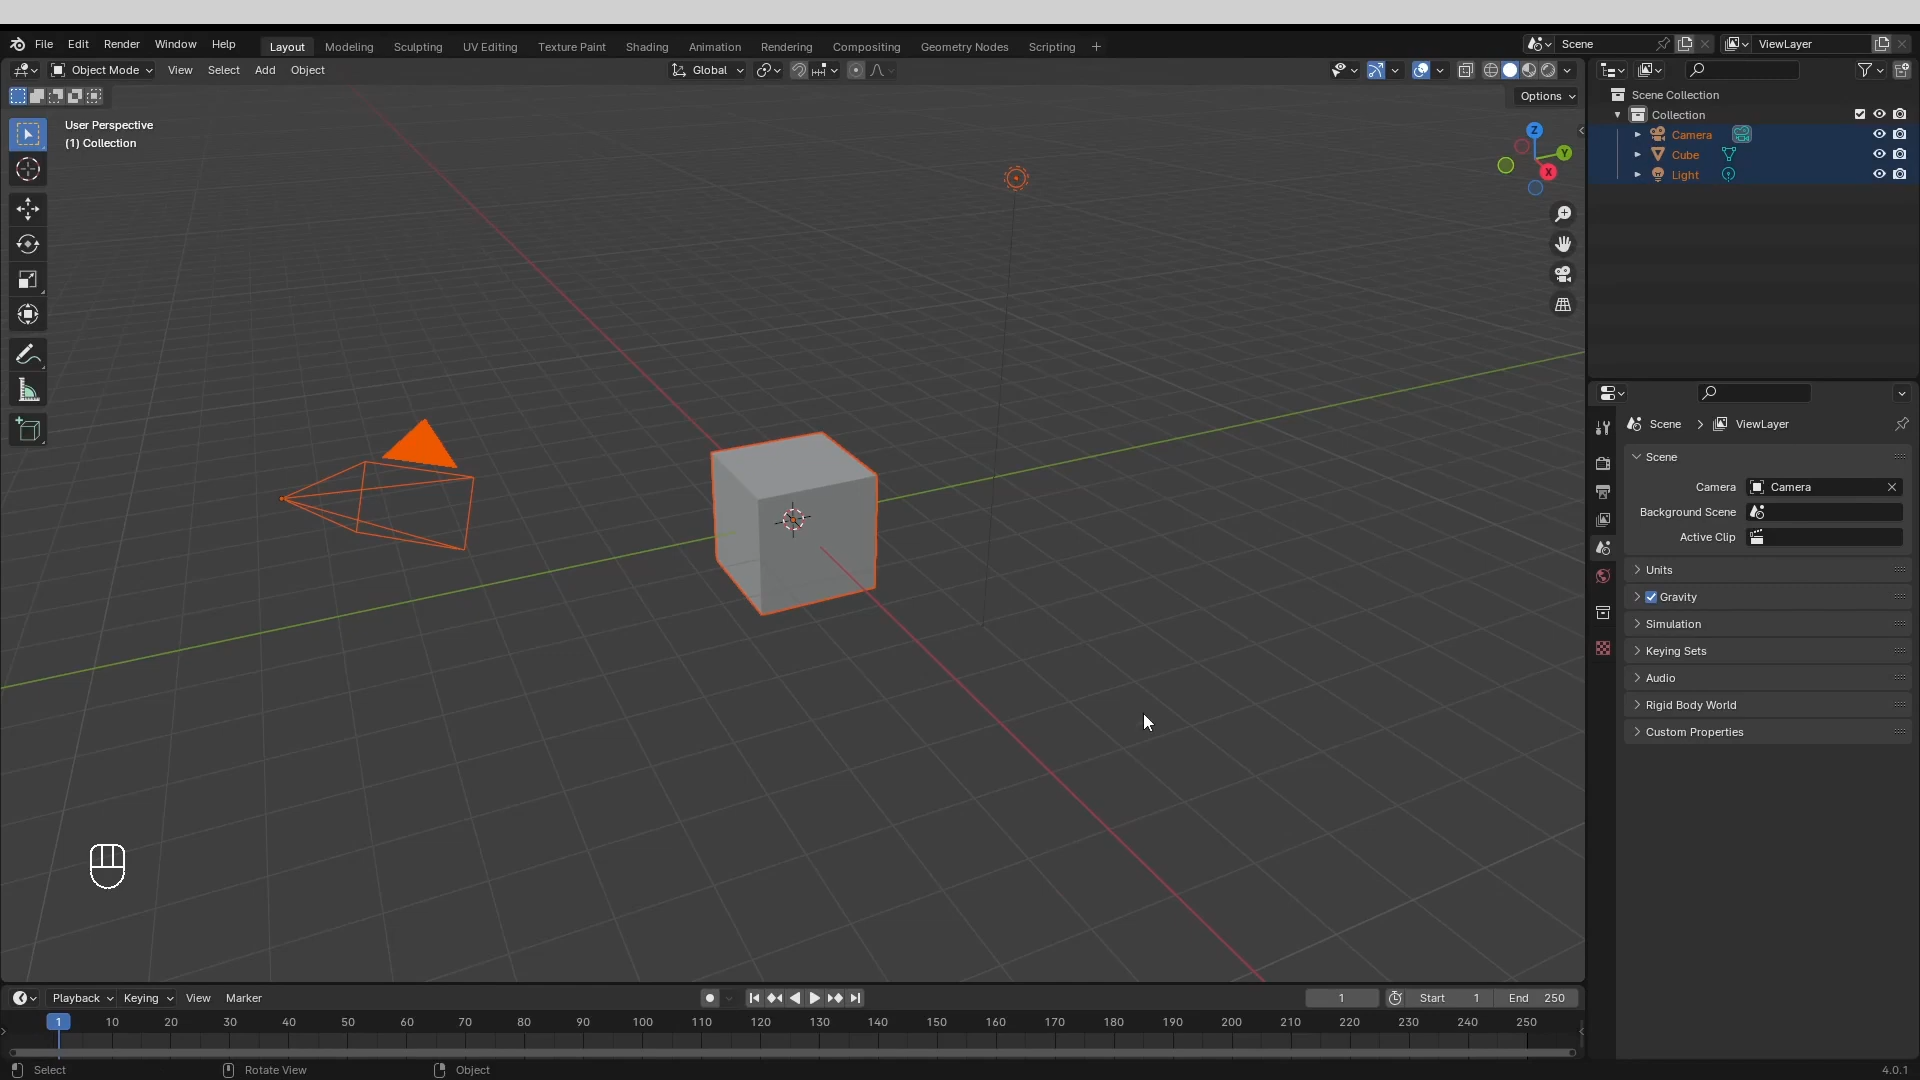 File Edit Render Window Help Layout Modeling Sculpting UV Editing Texture Paint Shading Animation Rendering Compositing Geometry Nodes Scripting + Scene ViewLayer
Object Mode View Select Add Object Global
Options
User Perspective
(1) Collection
Z
Y
X
Scene Collection
Collection
Camera
Cube
Light
Scene > ViewLayer
Scene
Camera Camera
Background Scene
Active Clip
Units
Gravity
Simulation
Keying Sets
Audio
Rigid Body World
Custom Properties
Playback Keying View Marker 1 Start 1 End 250
1 10 20 30 40 50 60 70 80 90 100 110 120 130 140 150 160 170 180 190 200 210 220 230 240 250
Select Rotate View Object 4.0.1